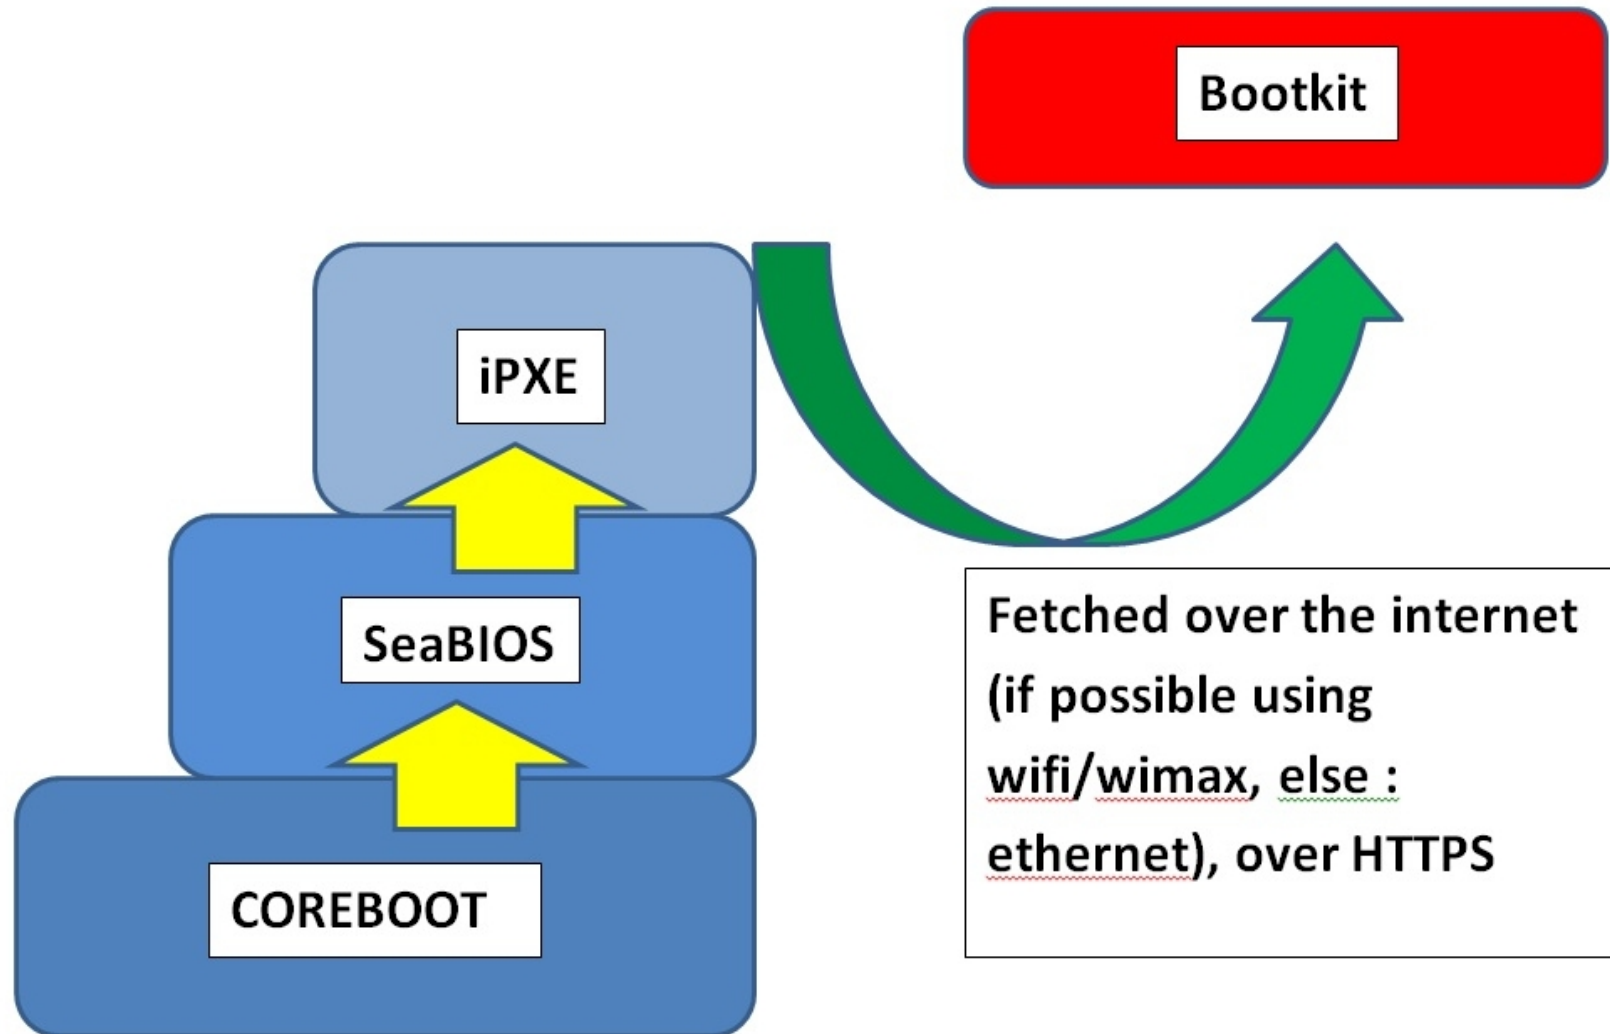 Bootkit
iPXE
SeaBIOS
COREBOOT
Fetched over the internet
(if possible using
wifi/wimax, else :
ethernet), over HTTPS